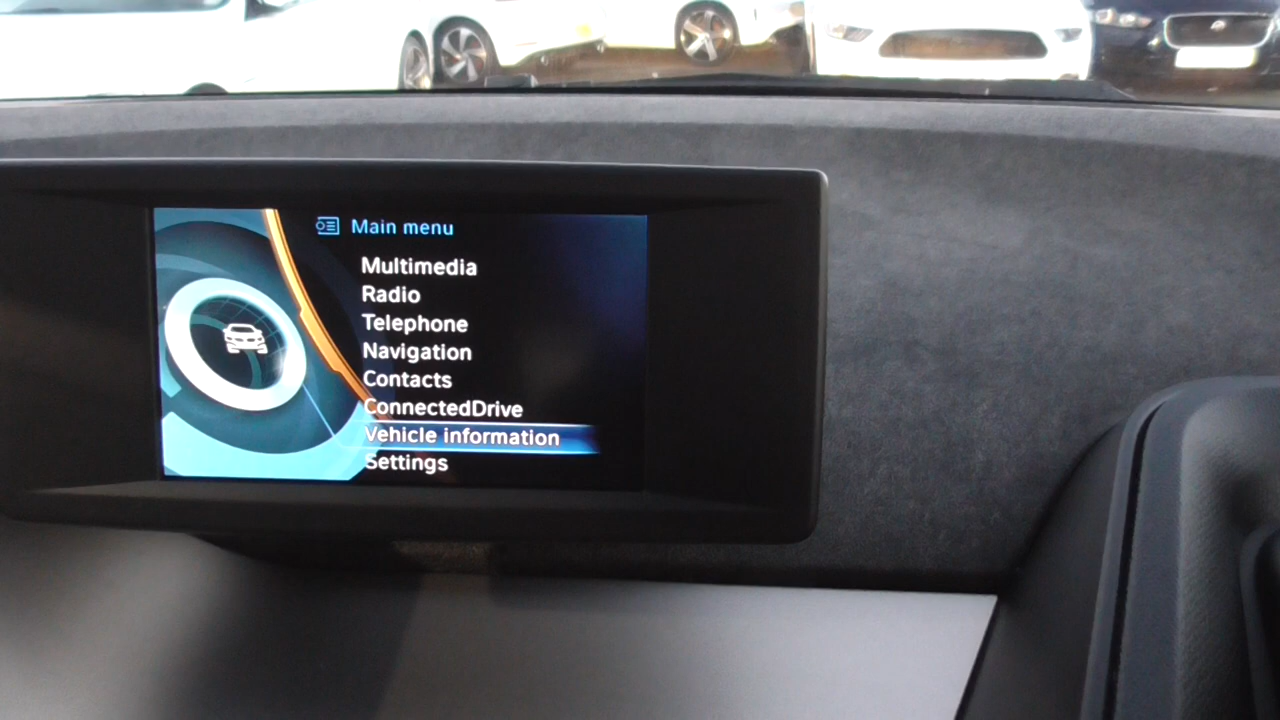 Main menu
Multimedia
Radio
Telephone
Navigation
Contacts
ConnectedDrive
Vehicle information
Settings